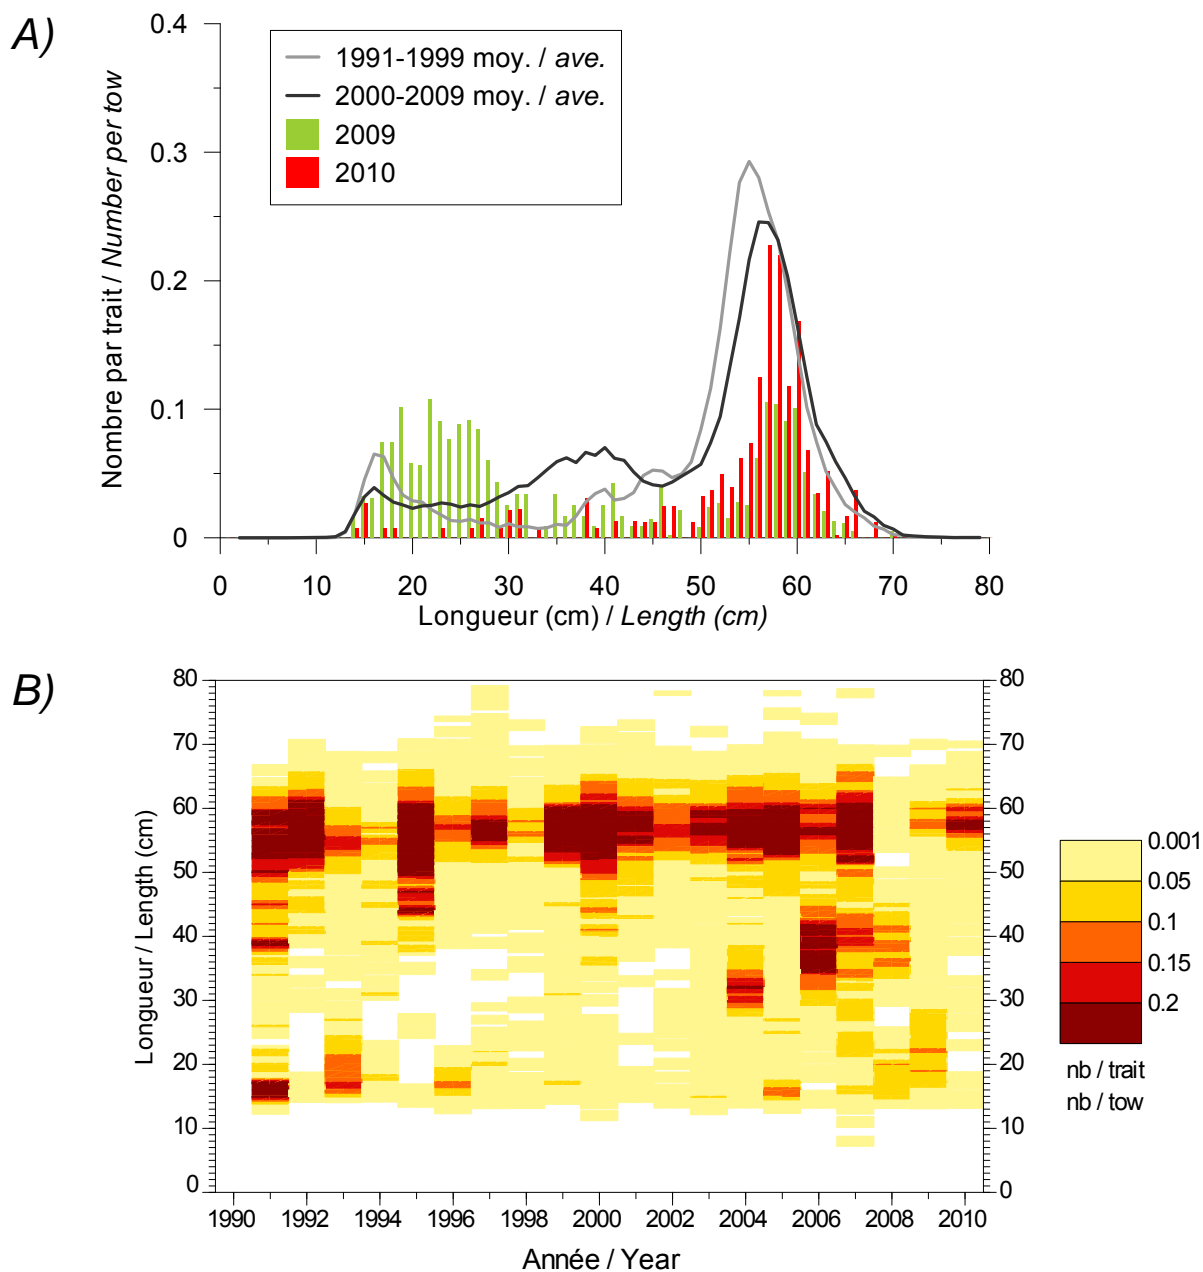 A)
0.4
0.3
0.2
0.1
0
Nombre par trait / Number per tow
1991-1999 moy. / ave.
2000-2009 moy. / ave.
2009
2010
0 10 20 30 40 50 60 70 80
Longueur (cm) / Length (cm)
B)
80 80
70 70
60 60
50 50
40 40
30 30
20 20
10 10
0 0
Longueur / Length (cm)
1990 1992 1994 1996 1998 2000 2002 2004 2006 2008 2010
Année / Year
0.001
0.05
0.1
0.15
0.2
nb / trait
nb / tow